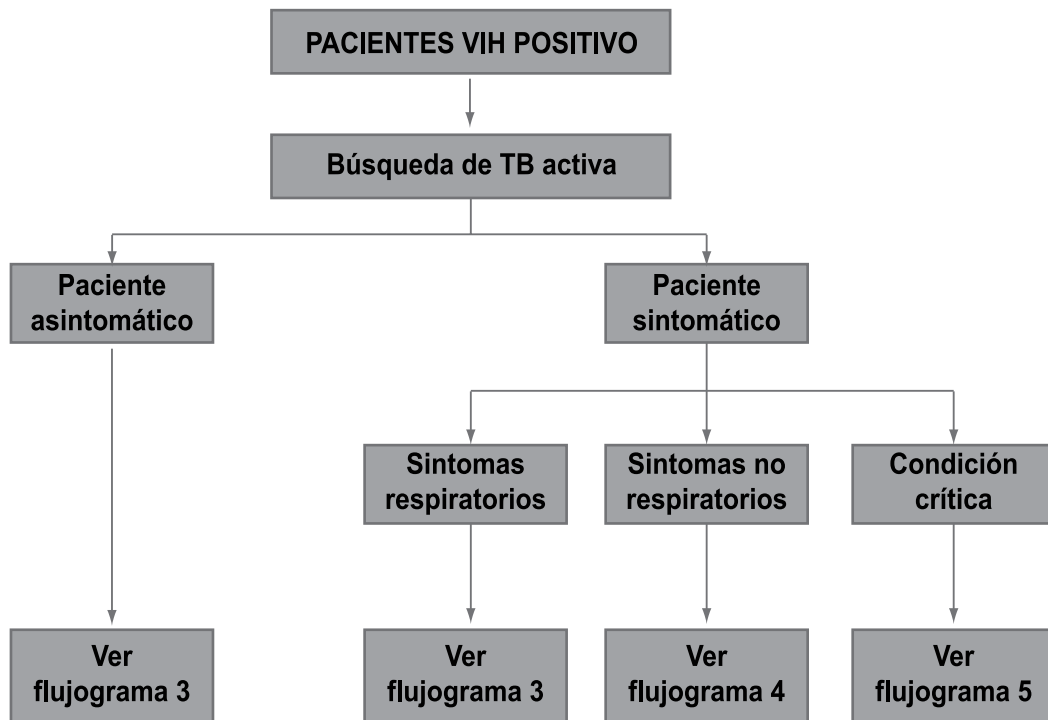 PACIENTES VIH POSITIVO
Búsqueda de TB activa
Paciente
asintomático
Paciente
sintomático
Sintomas
respiratorios
Sintomas no
respiratorios
Condición
crítica
Ver
flujograma 3
Ver
flujograma 3
Ver
flujograma 4
Ver
flujograma 5